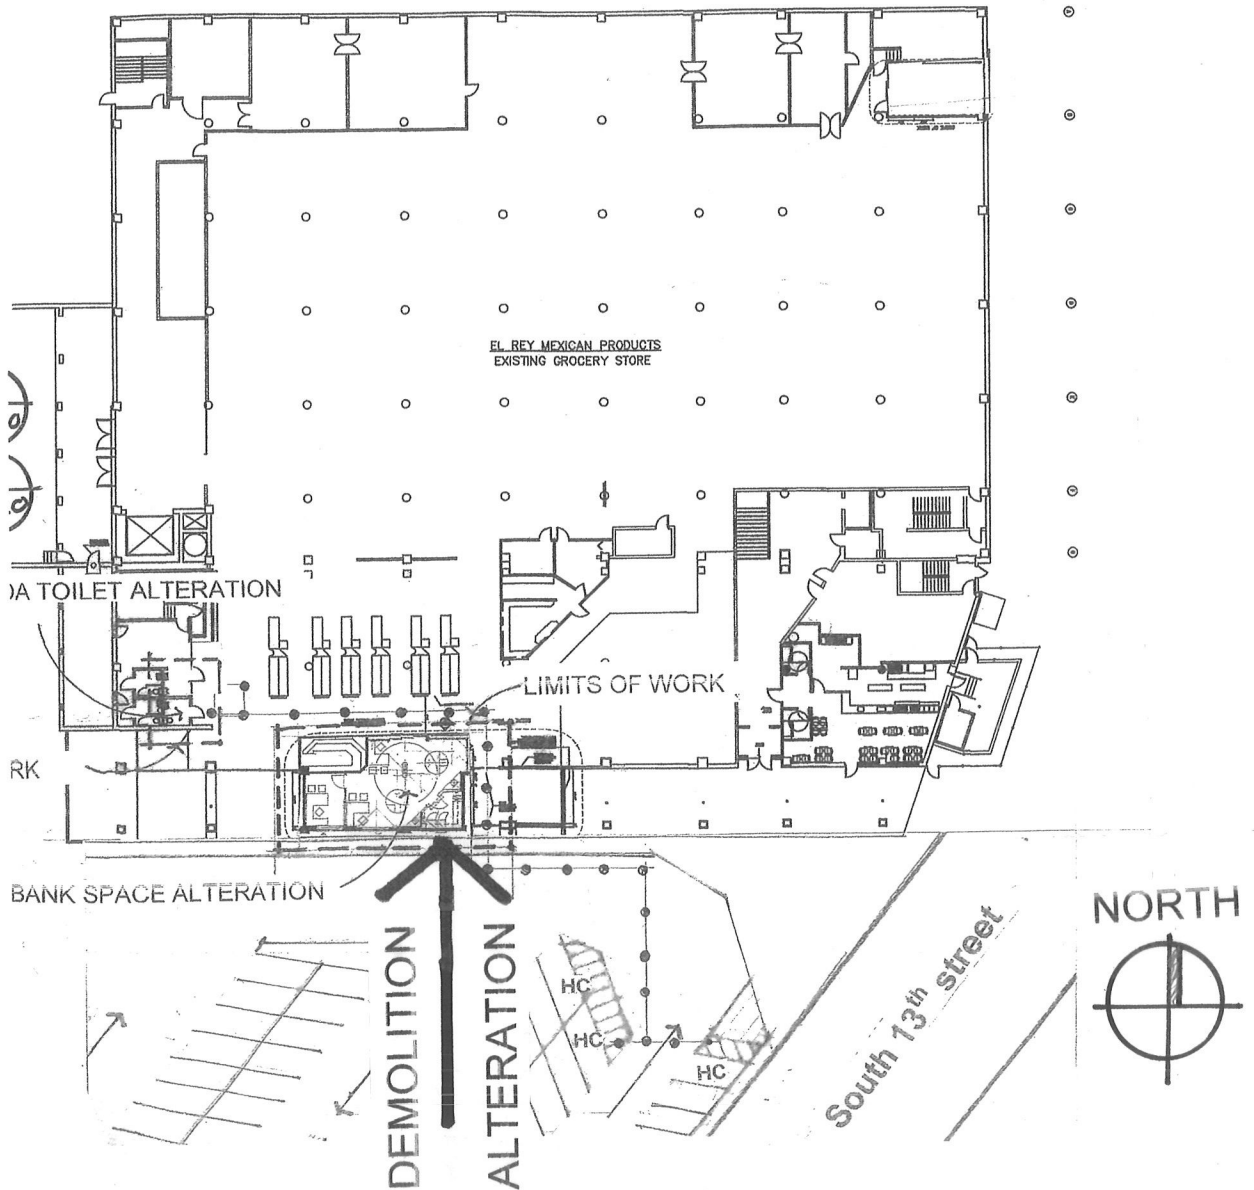 EL REY MEXICAN PRODUCTS
EXISTING GROCERY STORE
DA TOILET ALTERATION
LIMITS OF WORK
RK
BANK SPACE ALTERATION
DEMOLITION
ALTERATION
HC
HC
HC
South 13th street
NORTH